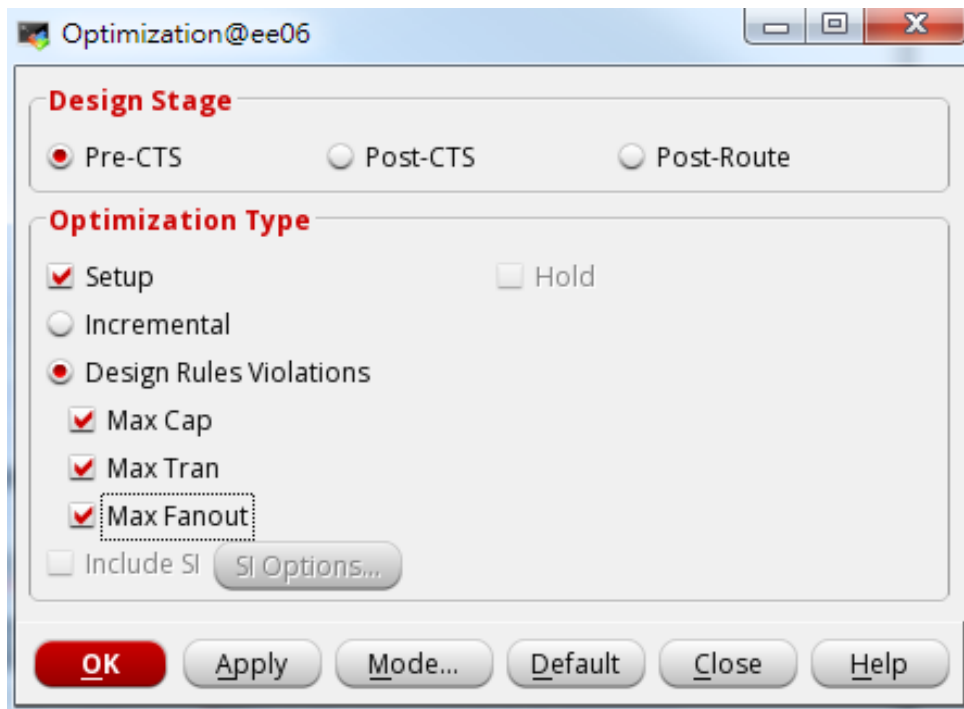 Optimization@ee06
Design Stage
Pre-CTS Post-CTS Post-Route
Optimization Type
Setup Hold
Incremental
Design Rules Violations
Max Cap
Max Tran
Max Fanout
Include SI SI Options...
OK Apply Mode... Default Close Help